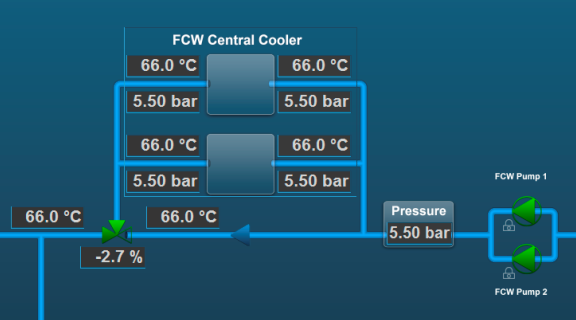 FCW Central Cooler
66.0 °C 66.0 °C
5.50 bar 5.50 bar
66.0 °C 66.0 °C
5.50 bar 5.50 bar
FCW Pump 1
66.0 °C 66.0 °C
Pressure
5.50 bar
-2.7 %
FCW Pump 2